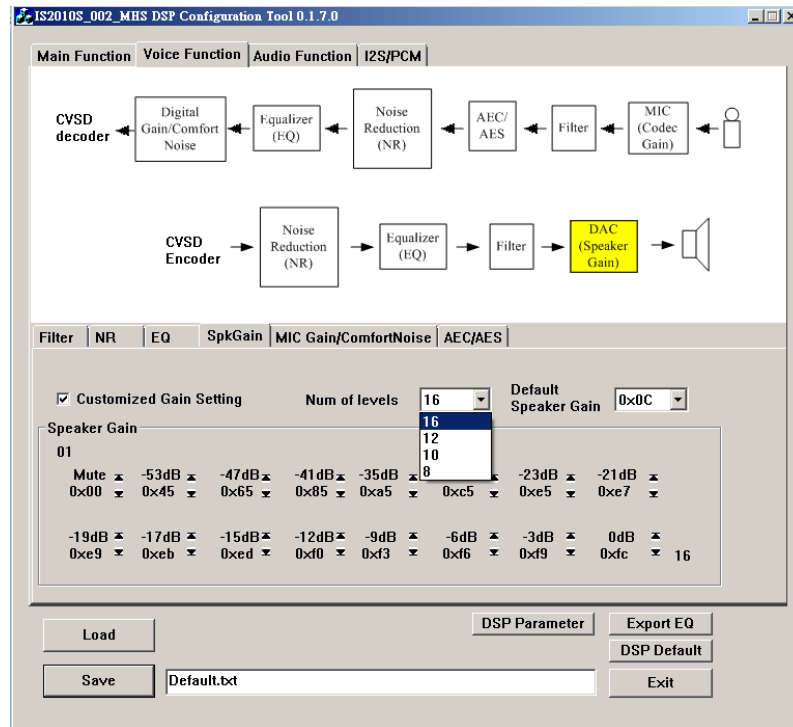 IS2010S_002_MHS DSP Configuration Tool 0.1.7.0
Main Function Voice Function Audio Function I2S/PCM
CVSD
decoder
Digital
Gain/Comfort
Noise
Equalizer
(EQ)
Noise
Reduction
(NR)
AEC/
AES
Filter
MIC
(Codec
Gain)
CVSD
Encoder
Noise
Reduction
(NR)
Equalizer
(EQ)
Filter
DAC
(Speaker
Gain)
Filter NR EQ SpkGain MIC Gain/ComfortNoise AEC/AES
Customized Gain Setting
Num of levels
16
16
12
10
8
Default
Speaker Gain
0x0C
Speaker Gain
01
Mute -53dB -47dB -41dB -35dB -23dB -21dB
0x00 0x45 0x65 0x85 0xa5 0xc5 0xe5 0xe7
-19dB -17dB -15dB -12dB -9dB -6dB -3dB 0dB
0xe9 0xeb 0xed 0xf0 0xf3 0xf6 0xf9 0xfc 16
Load
DSP Parameter
Export EQ
DSP Default
Save
Default.txt
Exit